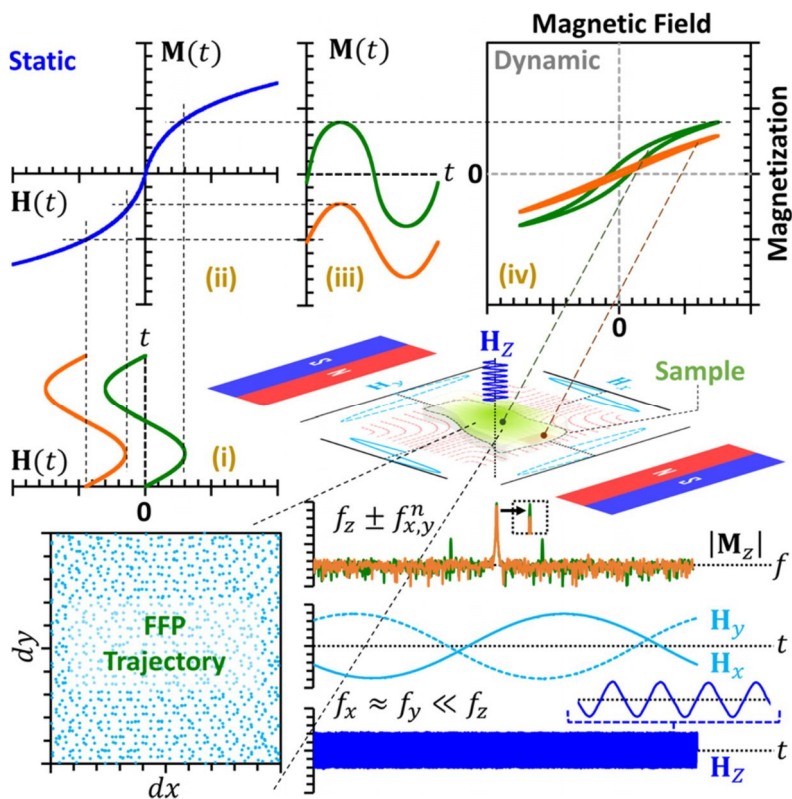 Magnetic Field
Static
M(t)
M(t)
Dynamic
Magnetization
t
0
H(t)
(ii)
(iii)
(iv)
0
t
H_Z
S
N
H_y
H_x
Sample
H(t)
(i)
0
N
S
f_z ± f^n_{x,y}
|M_z|
f
FFP
Trajectory
dy
dx
H_y
t
H_x
f_x ≈ f_y ≪ f_z
t
H_Z